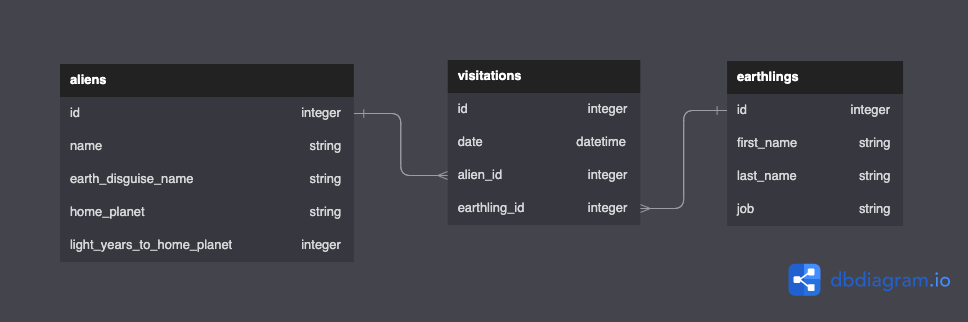 aliens
id integer
name string
earth_disguise_name string
home_planet string
light_years_to_home_planet integer
visitations
id integer
date datetime
alien_id integer
earthling_id integer
earthlings
id integer
first_name string
last_name string
job string
dbdiagram.io